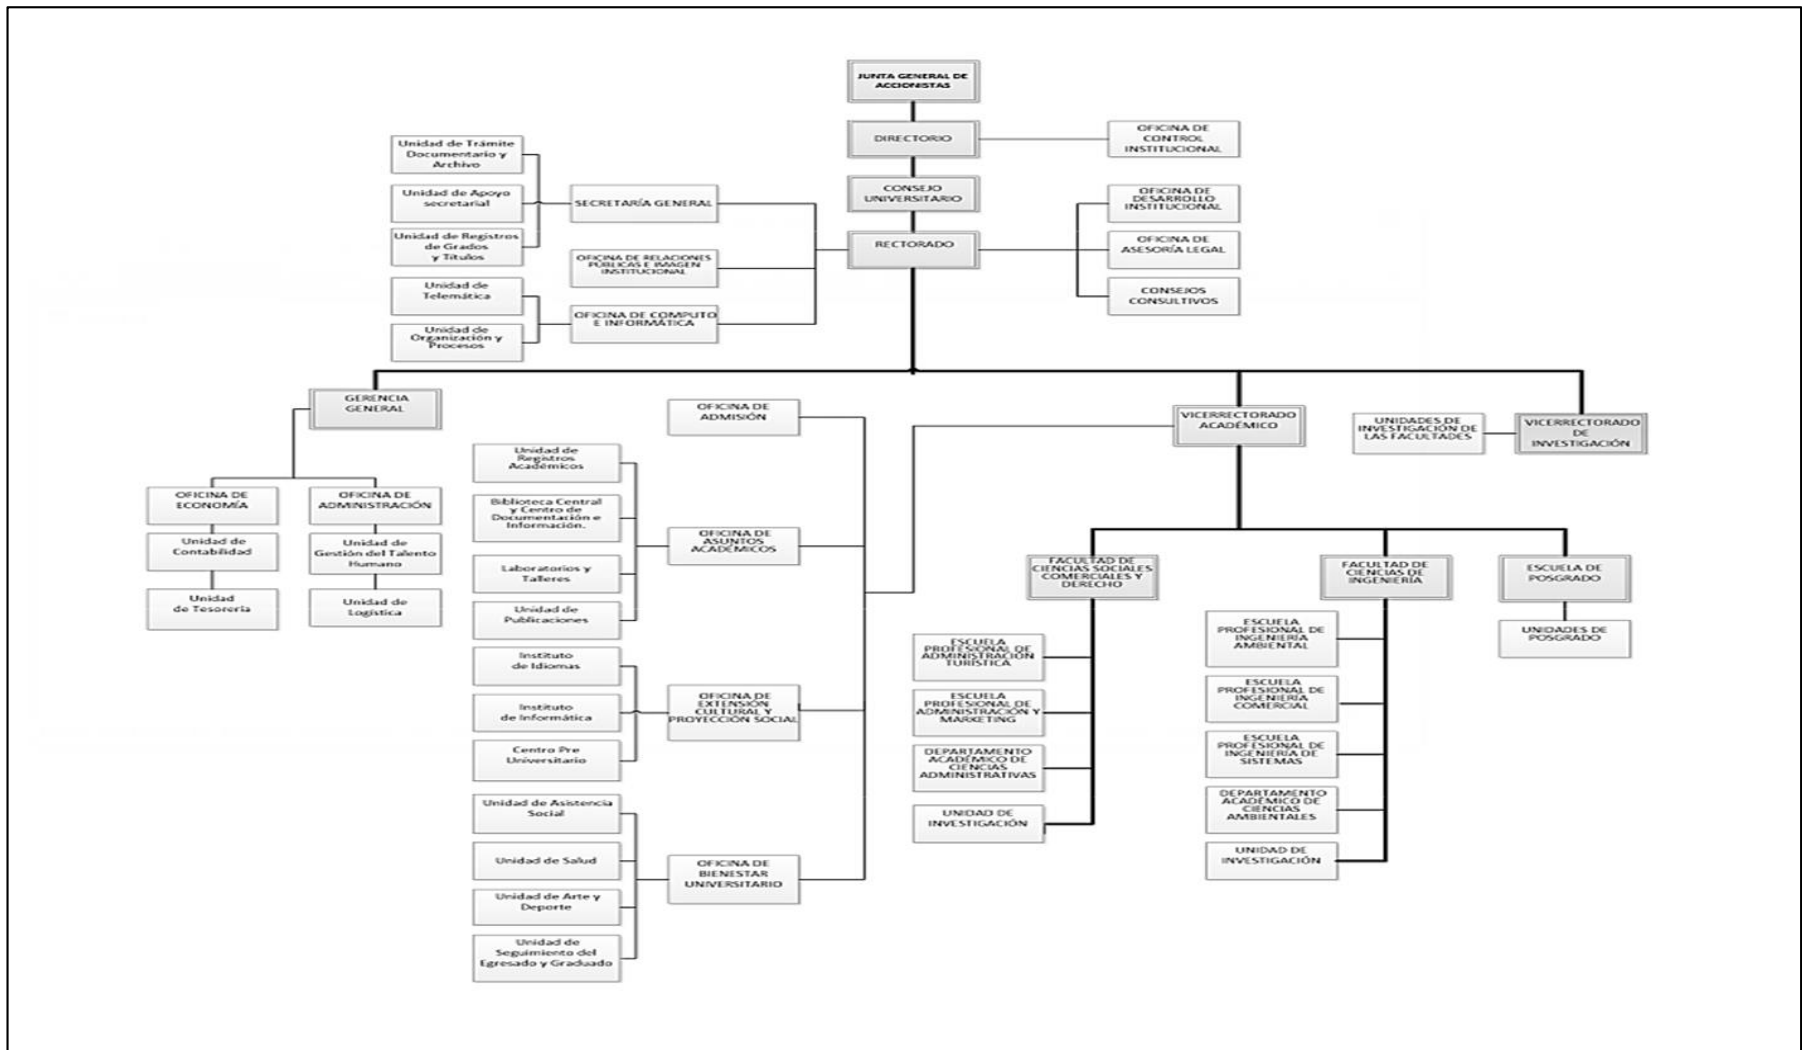 JUNTA GENERAL DE
ACCIONISTAS
DIRECTORIO
OFICINA DE
CONTROL
INSTITUCIONAL
CONSEJO
UNIVERSITARIO
RECTORADO
OFICINA DE
DESARROLLO
INSTITUCIONAL
OFICINA DE
ASESORÍA LEGAL
CONSEJOS
CONSULTIVOS
SECRETARÍA GENERAL
Unidad de Trámite
Documentario y
Archivo
Unidad de Apoyo
secretarial
Unidad de Registros
de Grados
y Títulos
OFICINA DE RELACIONES
PÚBLICAS E IMAGEN
INSTITUCIONAL
OFICINA DE COMPUTO
E INFORMÁTICA
Unidad de
Telemática
Unidad de
Organización y
Procesos
GERENCIA
GENERAL
OFICINA DE
ECONOMÍA
Unidad de
Contabilidad
Unidad
de Tesorería
OFICINA DE
ADMINISTRACIÓN
Unidad de
Gestión del Talento
Humano
Unidad de
Logística
OFICINA DE
ADMISIÓN
OFICINA DE
ASUNTOS
ACADÉMICOS
Unidad de
Registros
Académicos
Biblioteca Central
y Centro de
Documentación e
Información.
Laboratorios y
Talleres
Unidad de
Publicaciones
OFICINA DE
EXTENSIÓN
CULTURAL Y
PROYECCIÓN SOCIAL
Instituto
de Idiomas
Instituto
de Informática
Centro Pre
Universitario
OFICINA DE
BIENESTAR
UNIVERSITARIO
Unidad de Asistencia
Social
Unidad de Salud
Unidad de Arte y
Deporte
Unidad de
Seguimiento del
Egresado y Graduado
VICERRECTORADO
ACADÉMICO
UNIDADES DE
INVESTIGACIÓN DE
LAS FACULTADES
VICERRECTORADO
DE
INVESTIGACIÓN
FACULTAD DE
CIENCIAS SOCIALES
COMERCIALES Y
DERECHO
ESCUELA
PROFESIONAL DE
ADMINISTRACIÓN
TURÍSTICA
ESCUELA
PROFESIONAL DE
ADMINISTRACIÓN Y
MARKETING
DEPARTAMENTO
ACADÉMICO DE
CIENCIAS
ADMINISTRATIVAS
UNIDAD DE
INVESTIGACIÓN
FACULTAD DE
CIENCIAS DE
INGENIERÍA
ESCUELA
PROFESIONAL DE
INGENIERÍA
AMBIENTAL
ESCUELA
PROFESIONAL DE
INGENIERÍA
COMERCIAL
ESCUELA
PROFESIONAL DE
INGENIERÍA DE
SISTEMAS
DEPARTAMENTO
ACADÉMICO DE
CIENCIAS
AMBIENTALES
UNIDAD DE
INVESTIGACIÓN
ESCUELA DE
POSGRADO
UNIDADES DE
POSGRADO